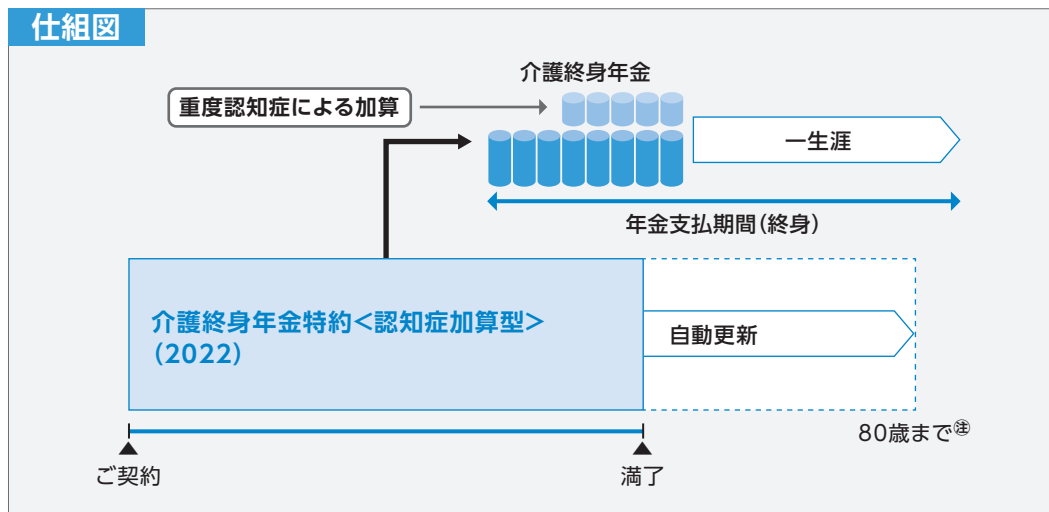 仕組図
介護終身年金
重度認知症による加算
一生涯
年金支払期間(終身)
介護終身年金特約<認知症加算型>
(2022)
自動更新
80歳まで㊟
ご契約
満了